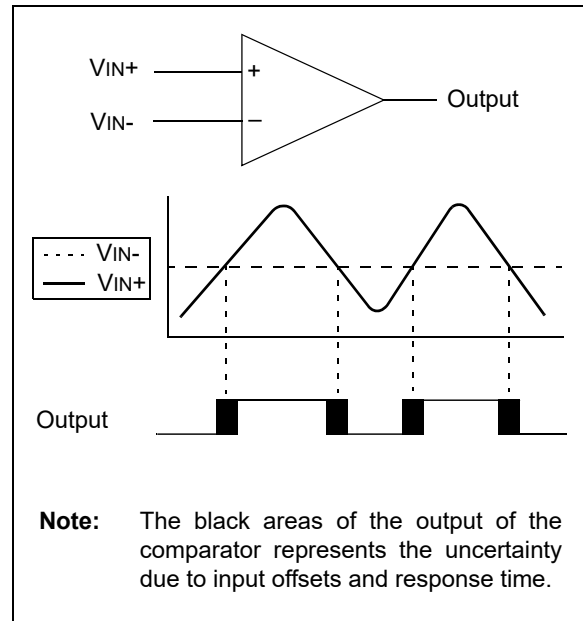 VIN+
+
Output
VIN-
–
VIN-
VIN+
Output
Note: The black areas of the output of the
comparator represents the uncertainty
due to input offsets and response time.